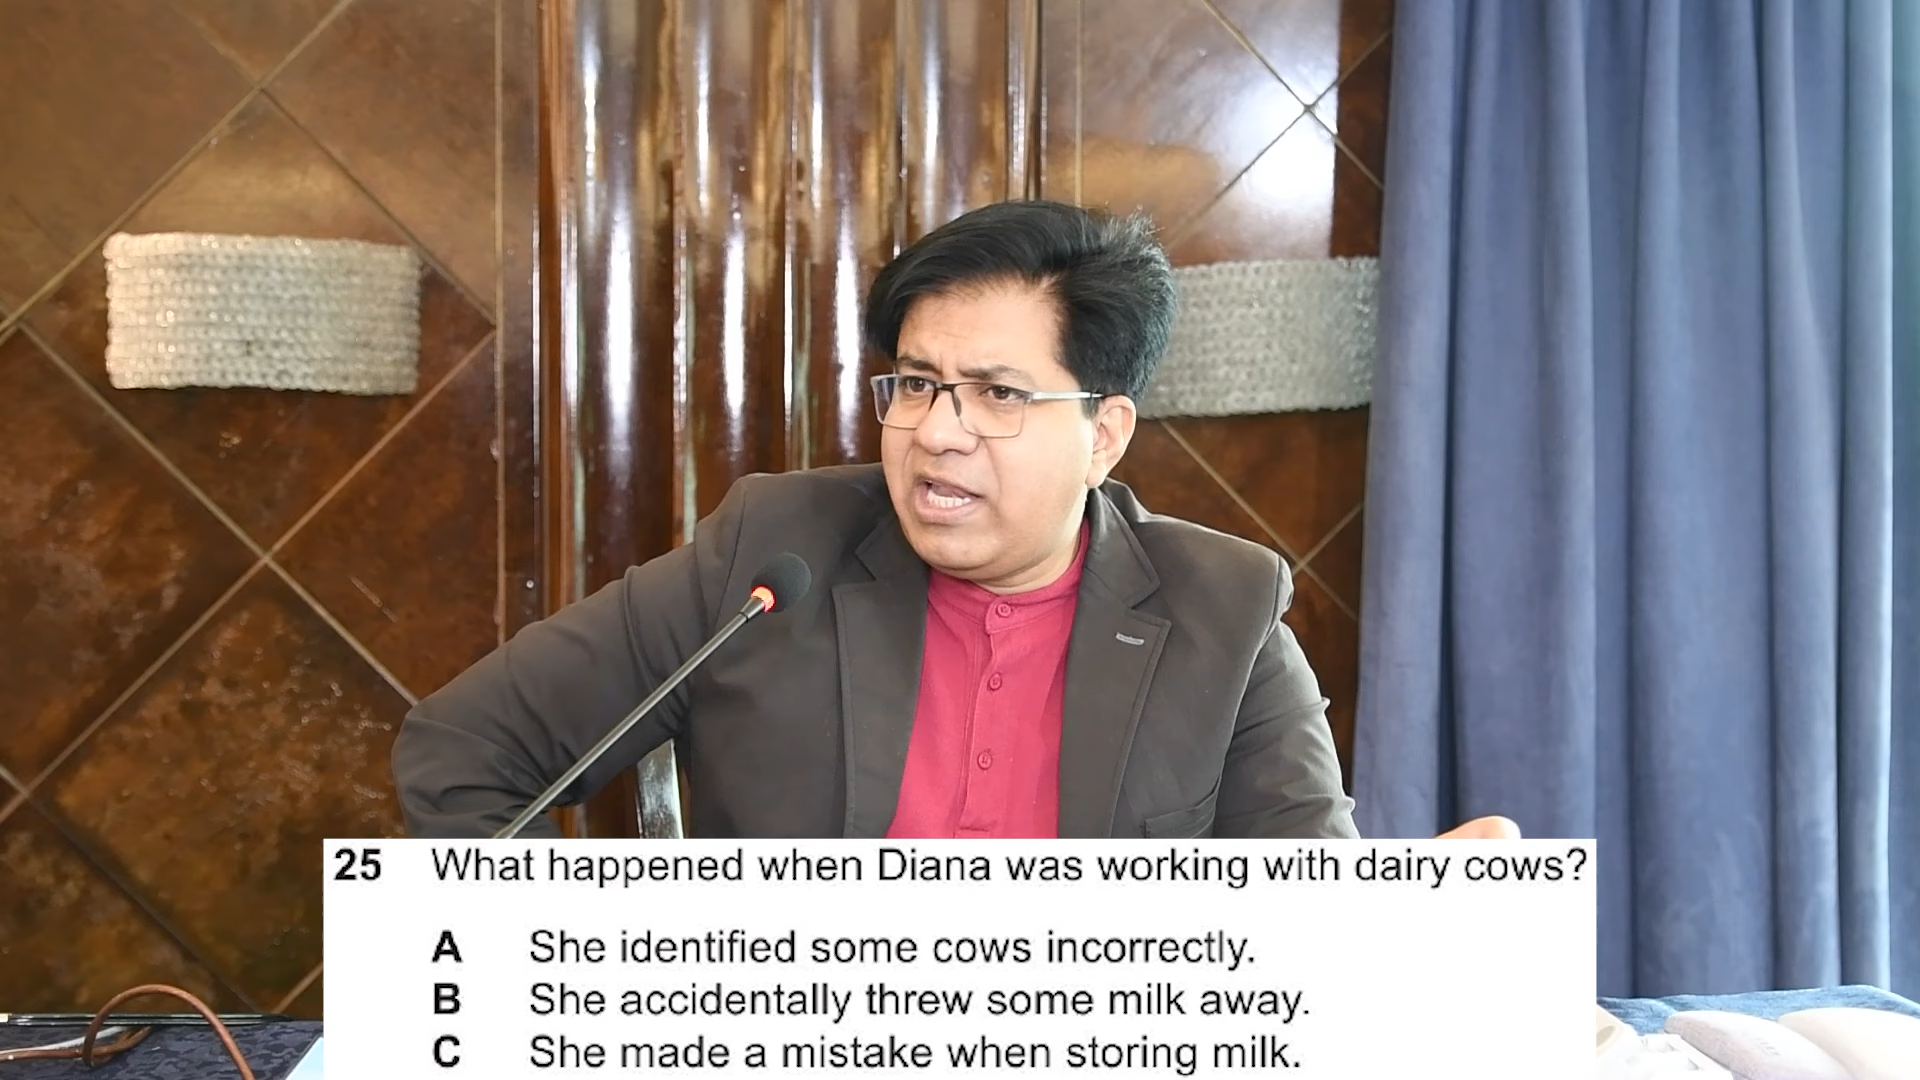 25 What happened when Diana was working with dairy cows?
A She identified some cows incorrectly.
B She accidentally threw some milk away.
C She made a mistake when storing milk.